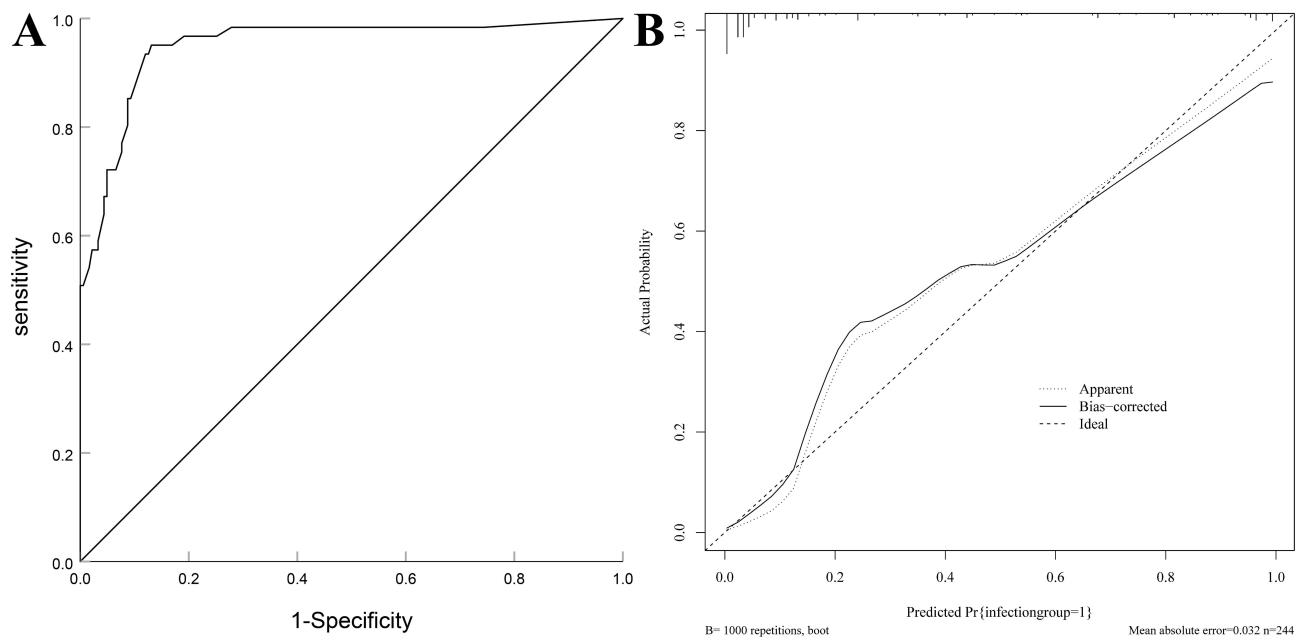 A
1.0
0.8
0.6
0.4
0.2
0.0
sensitivity
0.0 0.2 0.4 0.6 0.8 1.0
1-Specificity
B
1.0
0.8
0.6
0.4
0.2
0.0
Actual Probability
Apparent
Bias-corrected
Ideal
0.0 0.2 0.4 0.6 0.8 1.0
Predicted Pr{infectiongroup=1}
B= 1000 repetitions, boot
Mean absolute error=0.032 n=244